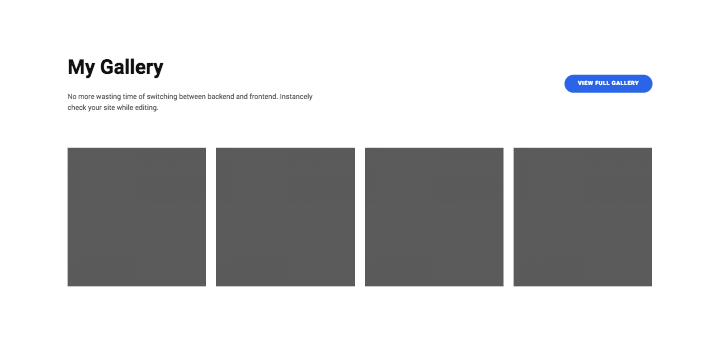 My Gallery
VIEW FULL GALLERY
No more wasting time of switching between backend and frontend. Instancely
check your site while editing.